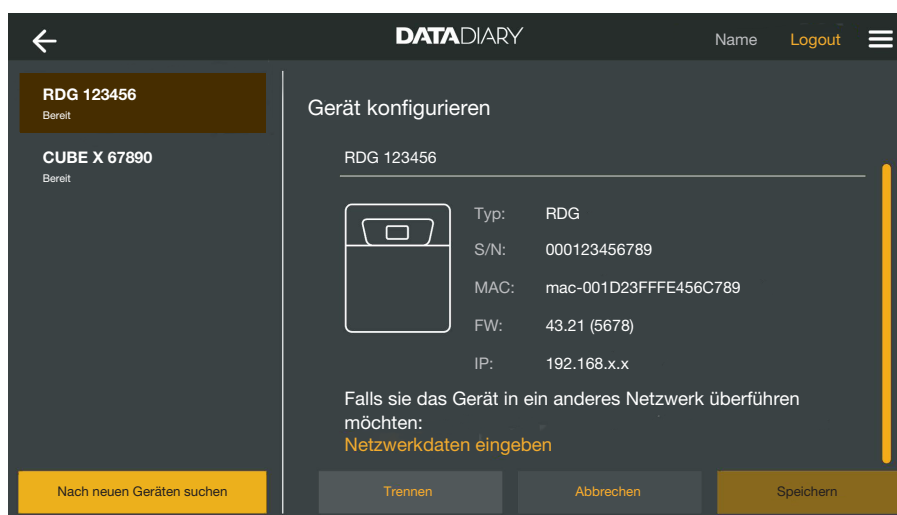 DATADIARY
Name
Logout
RDG 123456
Bereit
CUBE X 67890
Bereit
Nach neuen Geräten suchen
Gerät konfigurieren
RDG 123456
Typ: RDG
S/N: 000123456789
MAC: mac-001D23FFFE456C789
FW: 43.21 (5678)
IP: 192.168.x.x
Falls sie das Gerät in ein anderes Netzwerk überführen
möchten:
Netzwerkdaten eingeben
Trennen
Abbrechen
Speichern